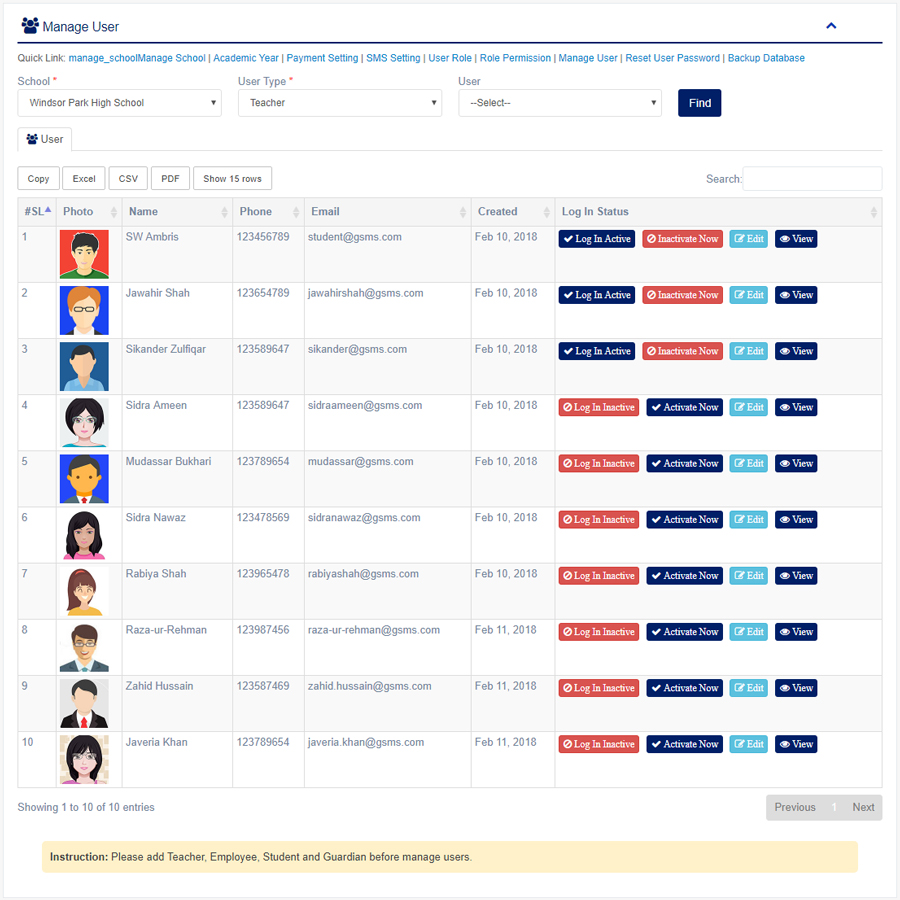 Manage User
Quick Link: manage_schoolManage School | Academic Year | Payment Setting | SMS Setting | User Role | Role Permission | Manage User | Reset User Password | Backup Database
School * User Type * User
Windsor Park High School Teacher --Select-- Find
User
Copy Excel CSV PDF Show 15 rows Search:
#SL Photo Name Phone Email Created Log In Status
1 SW Ambris 123456789 student@gsms.com Feb 10, 2018 Log In Active Inactivate Now Edit View
2 Jawahir Shah 123654789 jawahirshah@gsms.com Feb 10, 2018 Log In Active Inactivate Now Edit View
3 Sikander Zulfiqar 123589647 sikander@gsms.com Feb 10, 2018 Log In Active Inactivate Now Edit View
4 Sidra Ameen 123589647 sidraameen@gsms.com Feb 10, 2018 Log In Inactive Activate Now Edit View
5 Mudassar Bukhari 123789654 mudassar@gsms.com Feb 10, 2018 Log In Inactive Activate Now Edit View
6 Sidra Nawaz 123478569 sidranawaz@gsms.com Feb 10, 2018 Log In Inactive Activate Now Edit View
7 Rabiya Shah 123965478 rabiyashah@gsms.com Feb 10, 2018 Log In Inactive Activate Now Edit View
8 Raza-ur-Rehman 123987456 raza-ur-rehman@gsms.com Feb 11, 2018 Log In Inactive Activate Now Edit View
9 Zahid Hussain 123587469 zahid.hussain@gsms.com Feb 11, 2018 Log In Inactive Activate Now Edit View
10 Javeria Khan 123789654 javeria.khan@gsms.com Feb 11, 2018 Log In Inactive Activate Now Edit View
Showing 1 to 10 of 10 entries Previous 1 Next
Instruction: Please add Teacher, Employee, Student and Guardian before manage users.